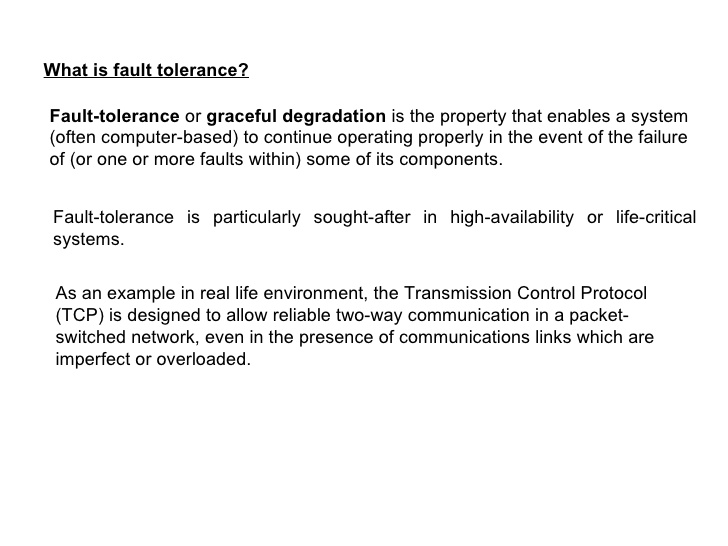 What is fault tolerance?
Fault-tolerance or graceful degradation is the property that enables a system
(often computer-based) to continue operating properly in the event of the failure
of (or one or more faults within) some of its components.
Fault-tolerance is particularly sought-after in high-availability or life-critical
systems.
As an example in real life environment, the Transmission Control Protocol
(TCP) is designed to allow reliable two-way communication in a packet-
switched network, even in the presence of communications links which are
imperfect or overloaded.